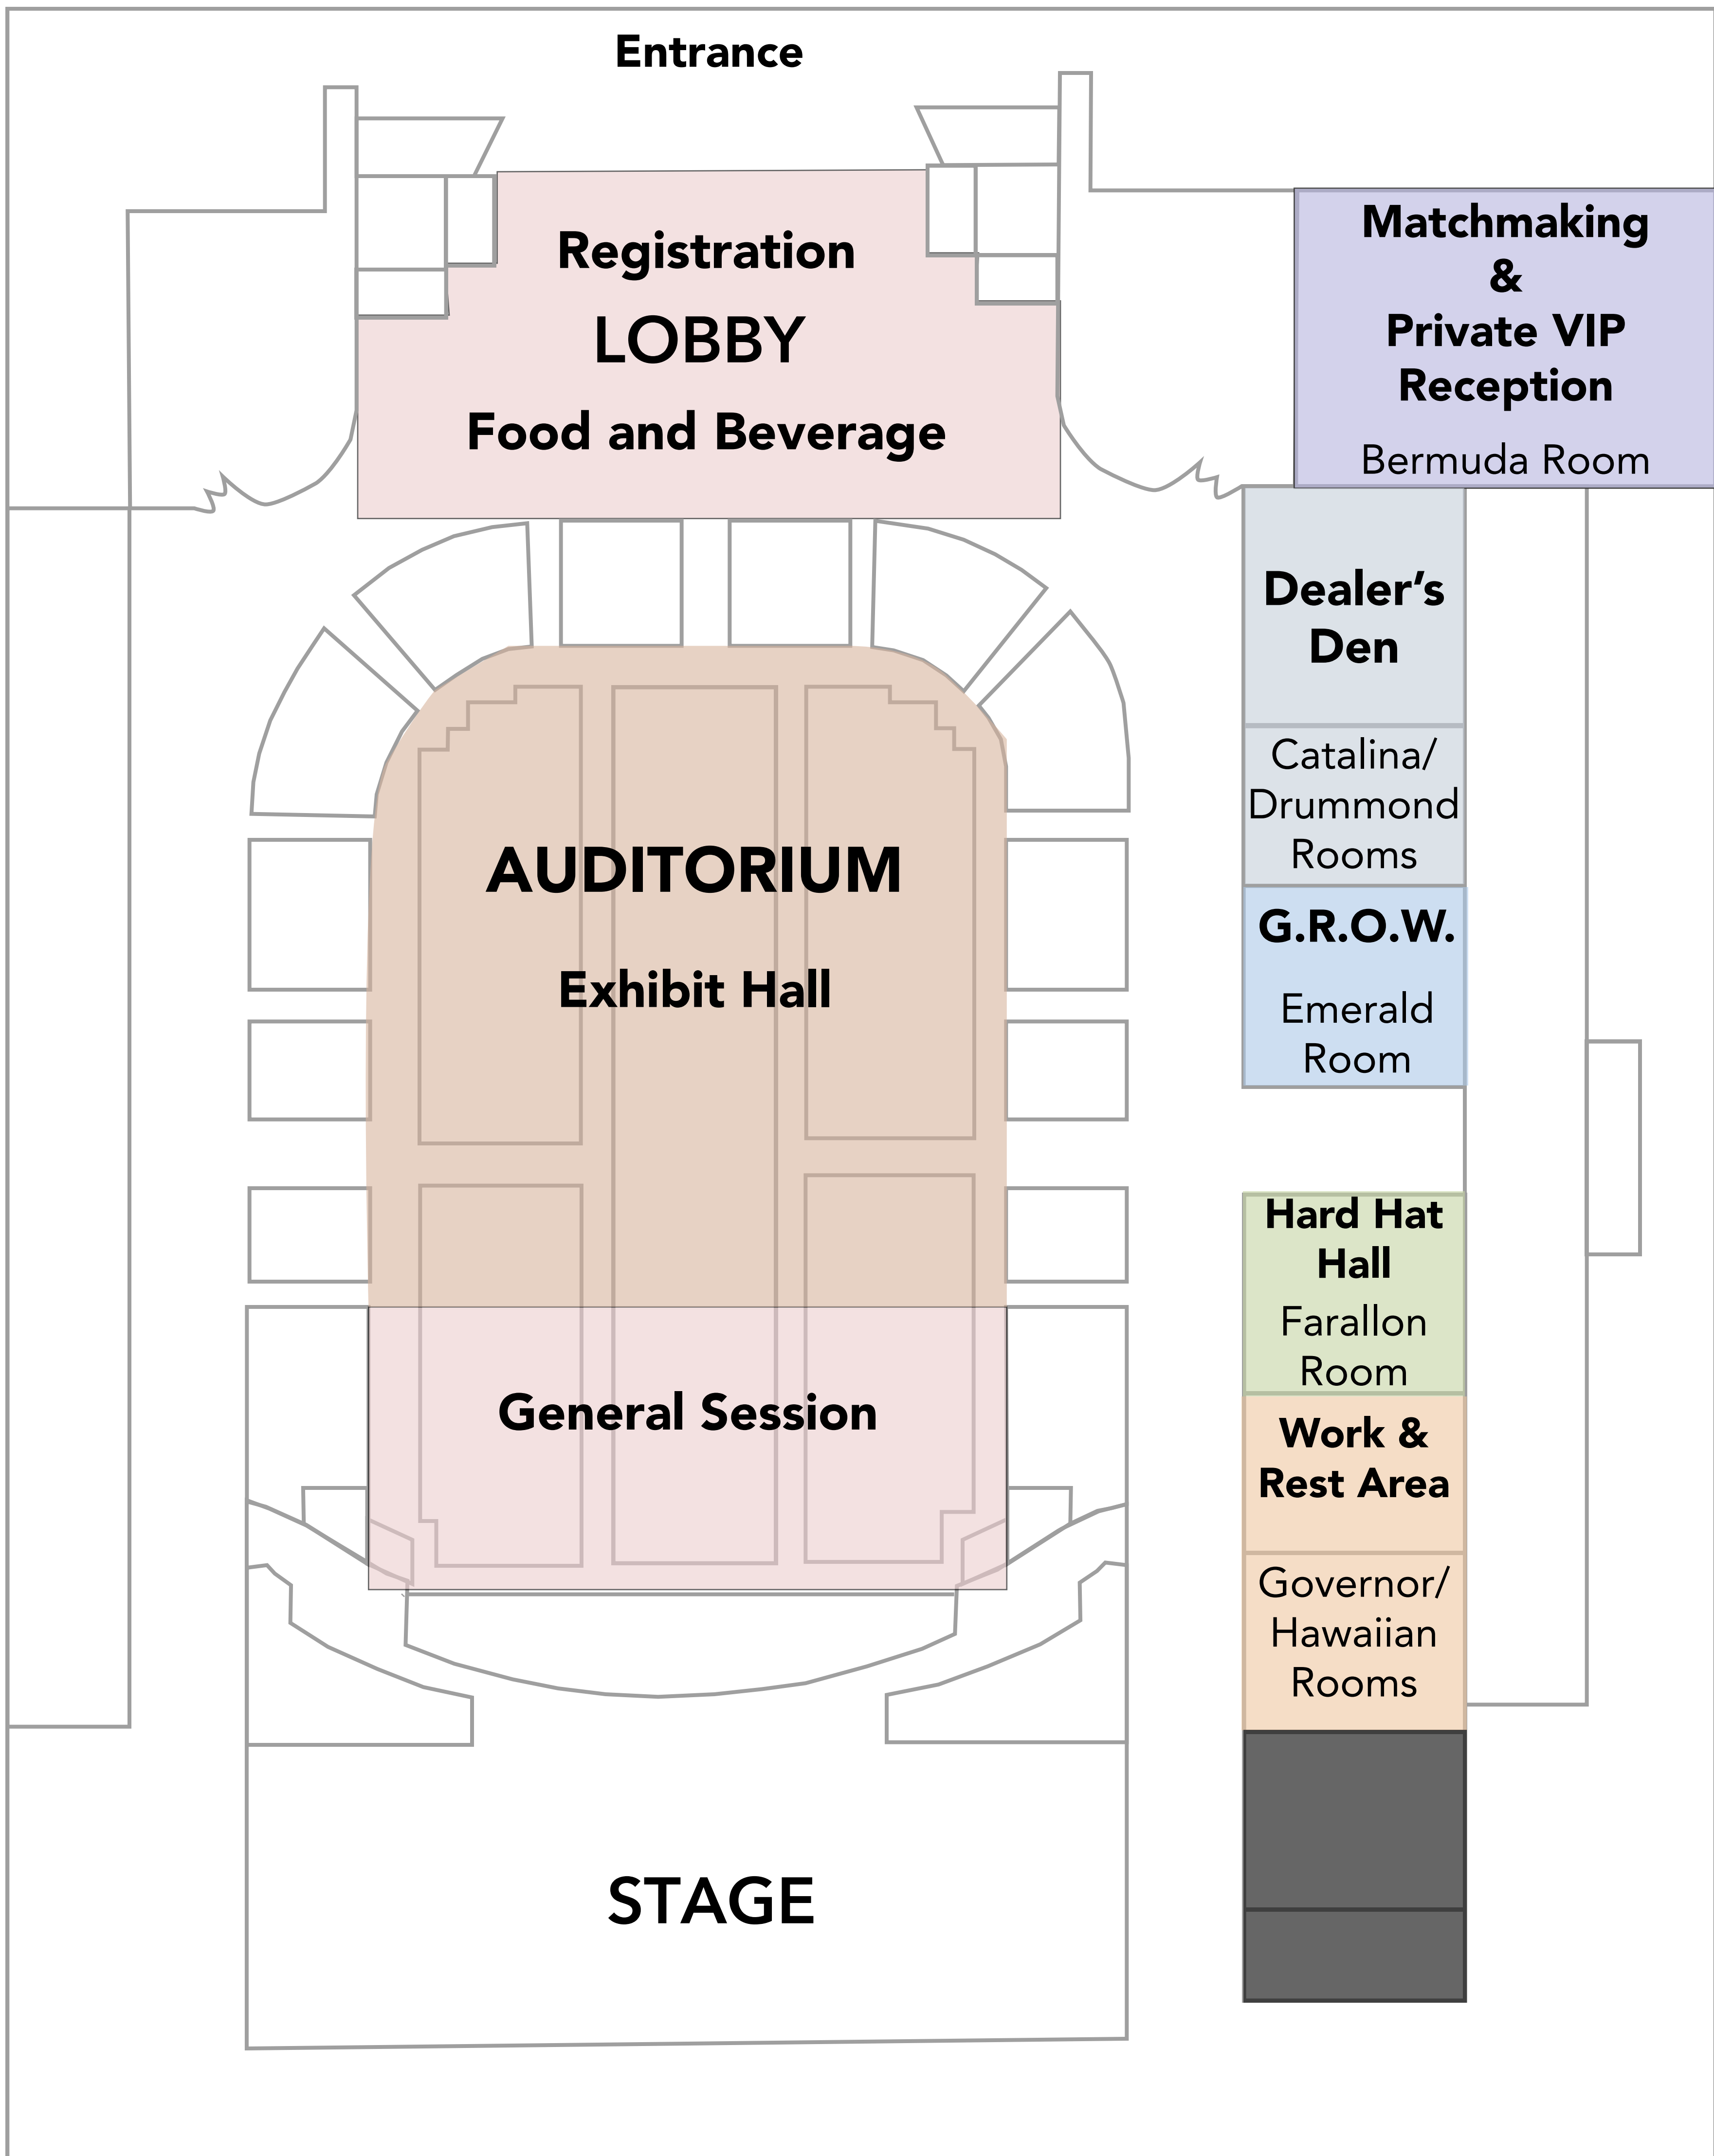 Entrance
Registration
LOBBY
Food and Beverage
Matchmaking
&
Private VIP
Reception
Bermuda Room
Dealer’s
Den
Catalina/
Drummond
Rooms
AUDITORIUM
Exhibit Hall
G.R.O.W.
Emerald
Room
Hard Hat
Hall
Farallon
Room
General Session
Work &
Rest Area
Governor/
Hawaiian
Rooms
STAGE